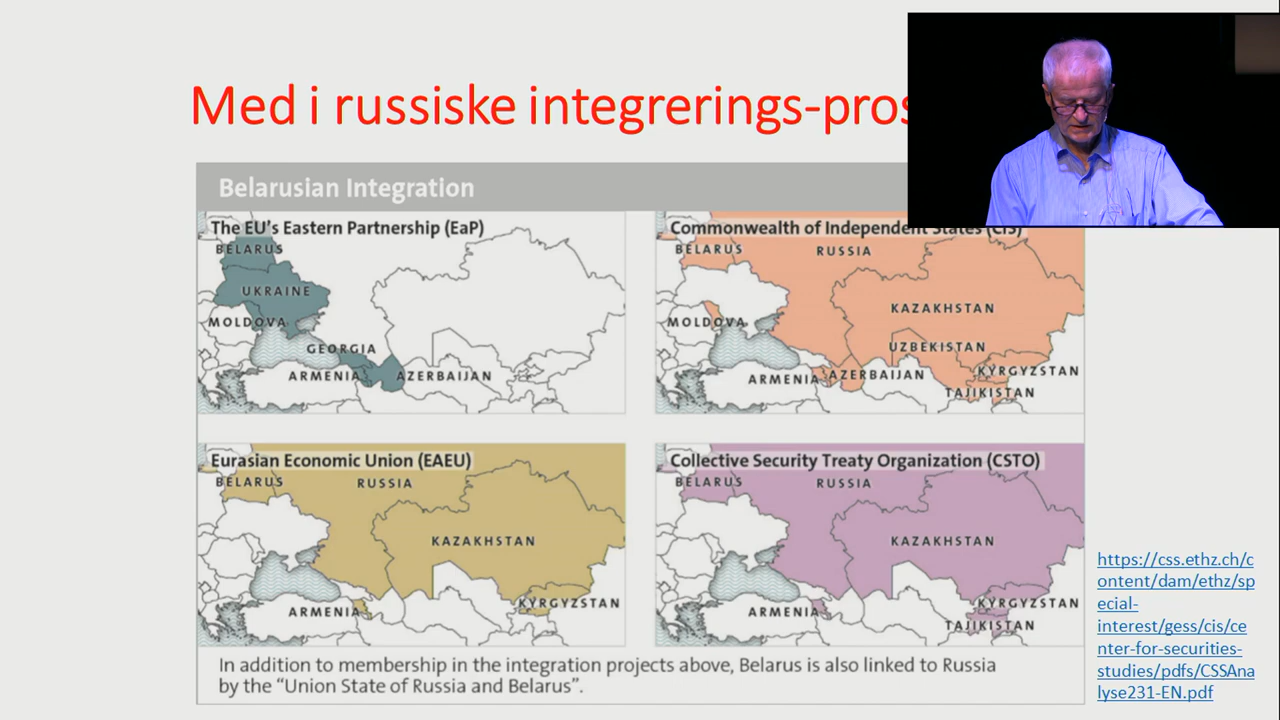 Med i russiske integrerings-pros
Belarusian Integration
The EU's Eastern Partnership (EaP)
BELARUS
UKRAINE
MOLDOVA
GEORGIA
ARMENIA
AZERBAIJAN
Commonwealth of Independent States (CIS)
BELARUS
RUSSIA
KAZAKHSTAN
MOLDOVA
UZBEKISTAN
KYRGYZSTAN
ARMENIA
AZERBAIJAN
TAJIKISTAN
Eurasian Economic Union (EAEU)
BELARUS
RUSSIA
KAZAKHSTAN
KYRGYZSTAN
ARMENIA
Collective Security Treaty Organization (CSTO)
BELARUS
RUSSIA
KAZAKHSTAN
KYRGYZSTAN
ARMENIA
TAJIKISTAN
In addition to membership in the integration projects above, Belarus is also linked to Russia
by the “Union State of Russia and Belarus”.
https://css.ethz.ch/c
ontent/dam/ethz/sp
ecial-
interest/gess/cis/ce
nter-for-securities-
studies/pdfs/CSSAna
lyse231-EN.pdf